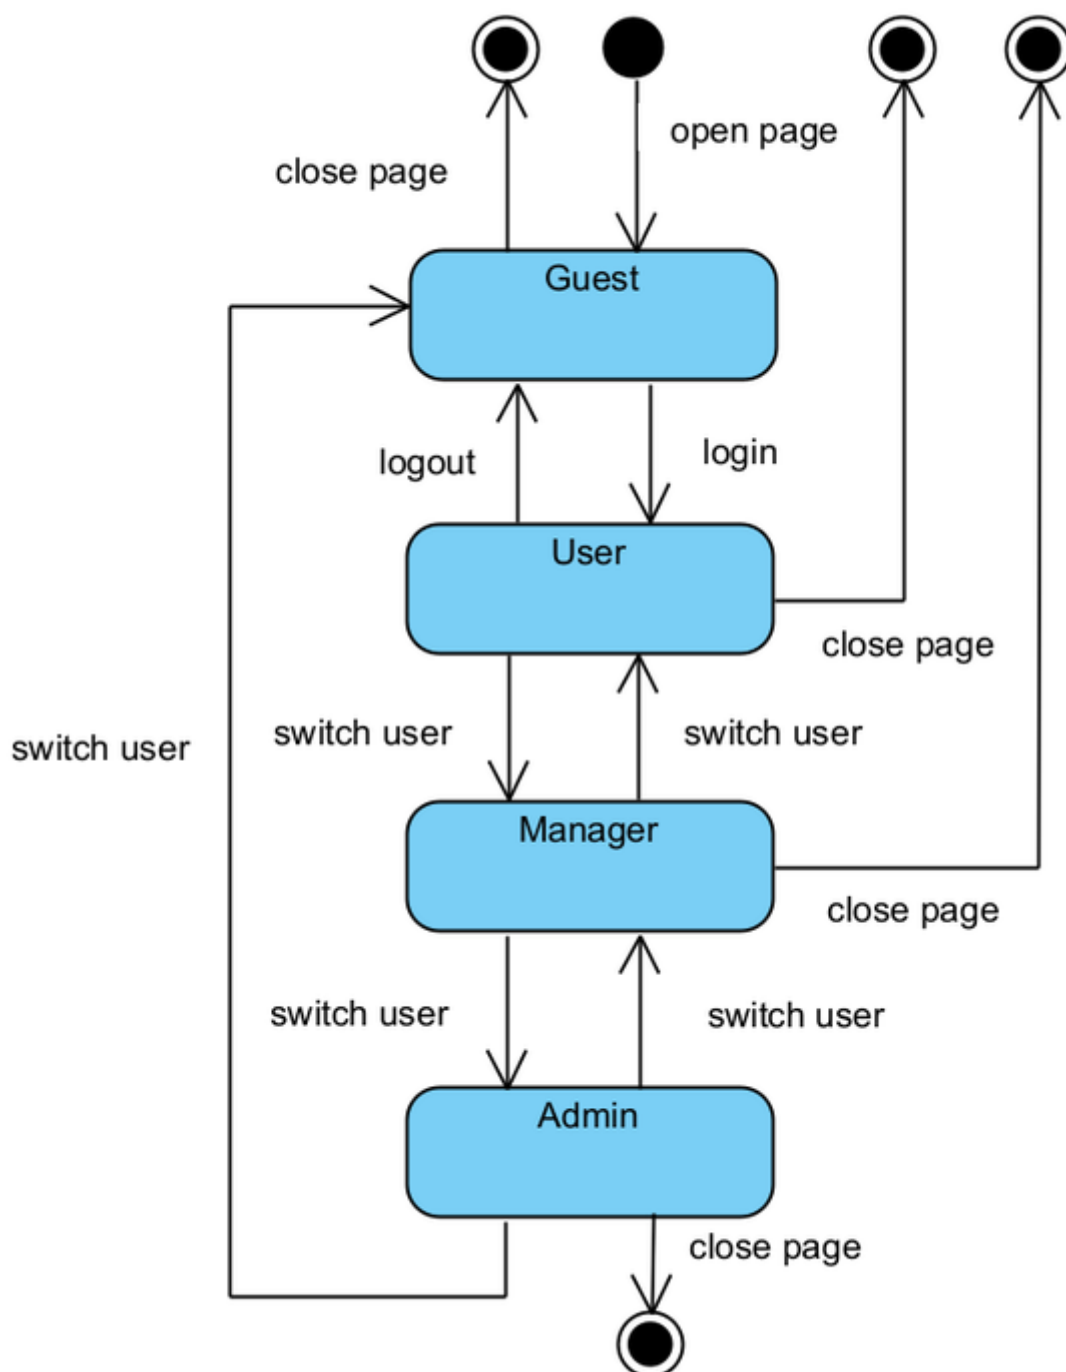 open page
close page
Guest
login
logout
User
close page
switch user
switch user
switch user
Manager
close page
switch user
switch user
Admin
close page